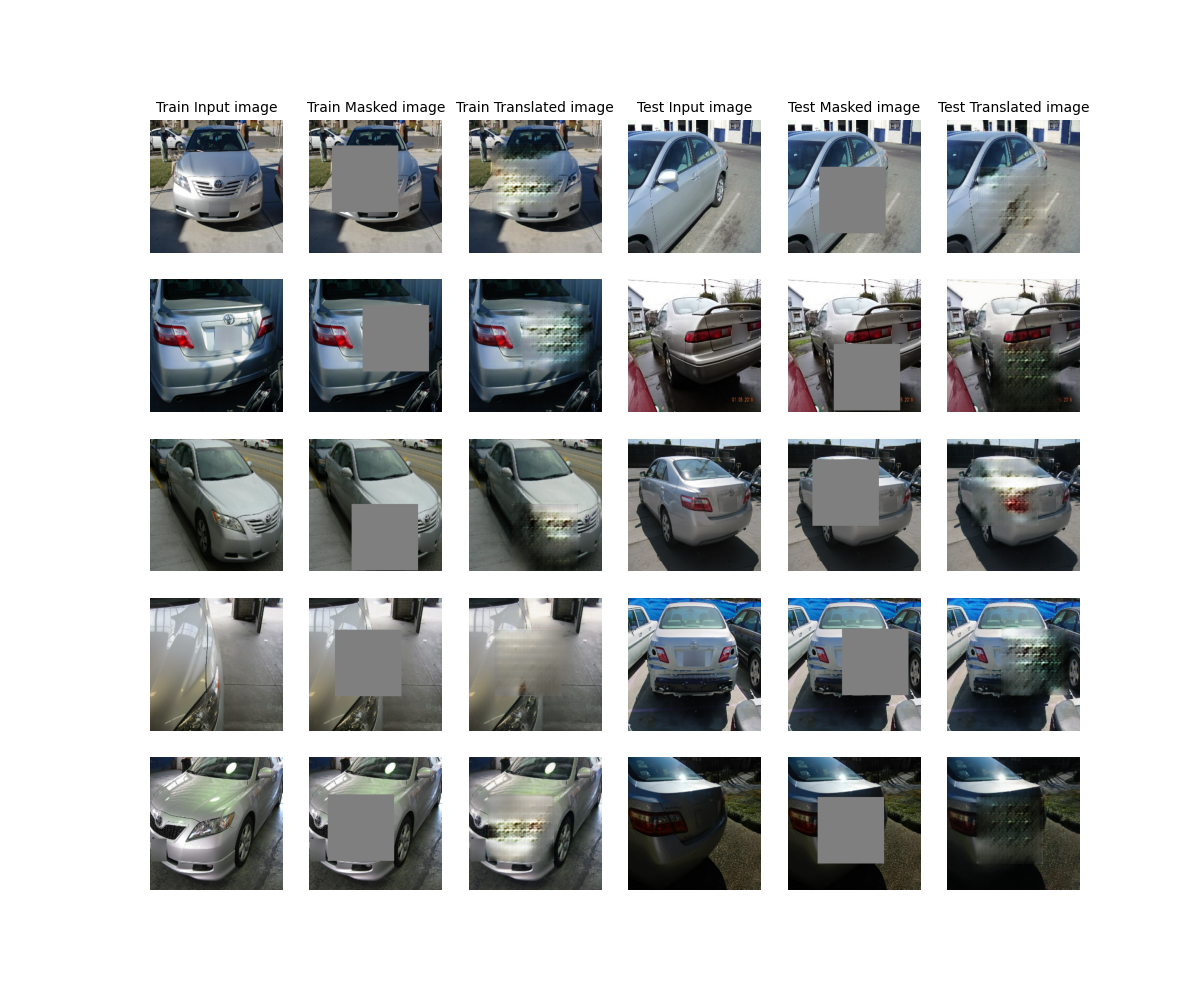 Train Input image
Train Masked image
Train Translated image
Test Input image
Test Masked image
Test Translated image